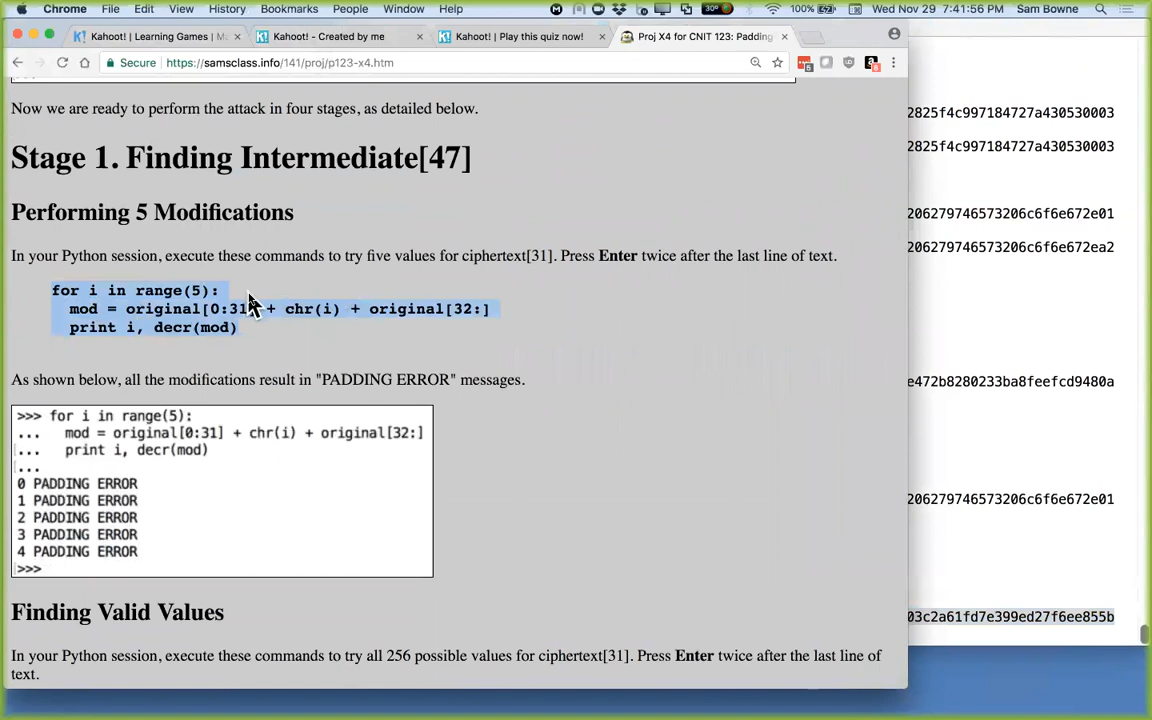 Chrome File Edit View History Bookmarks People Window Help 30° 100% Wed Nov 29 7:41:56 PM Sam Bowne
Kahoot! | Learning Games | M
Kahoot! - Created by me
Kahoot! | Play this quiz now!
Proj X4 for CNIT 123: Padding
Secure https://samsclass.info/141/proj/p123-x4.htm
Now we are ready to perform the attack in four stages, as detailed below.
Stage 1. Finding Intermediate[47]
Performing 5 Modifications
In your Python session, execute these commands to try five values for ciphertext[31]. Press Enter twice after the last line of text.
for i in range(5):
mod = original[0:31 + chr(i) + original[32:]
print i, decr(mod)
As shown below, all the modifications result in "PADDING ERROR" messages.
>>> for i in range(5):
... mod = original[0:31] + chr(i) + original[32:]
... print i, decr(mod)
...
0 PADDING ERROR
1 PADDING ERROR
2 PADDING ERROR
3 PADDING ERROR
4 PADDING ERROR
>>>
Finding Valid Values
In your Python session, execute these commands to try all 256 possible values for ciphertext[31]. Press Enter twice after the last line of
text.
2825f4c997184727a430530003
2825f4c997184727a430530003
206279746573206c6f6e672e01
206279746573206c6f6e672ea2
e472b8280233ba8feefcd9480a
206279746573206c6f6e672e01
03c2a61fd7e399ed27f6ee855b